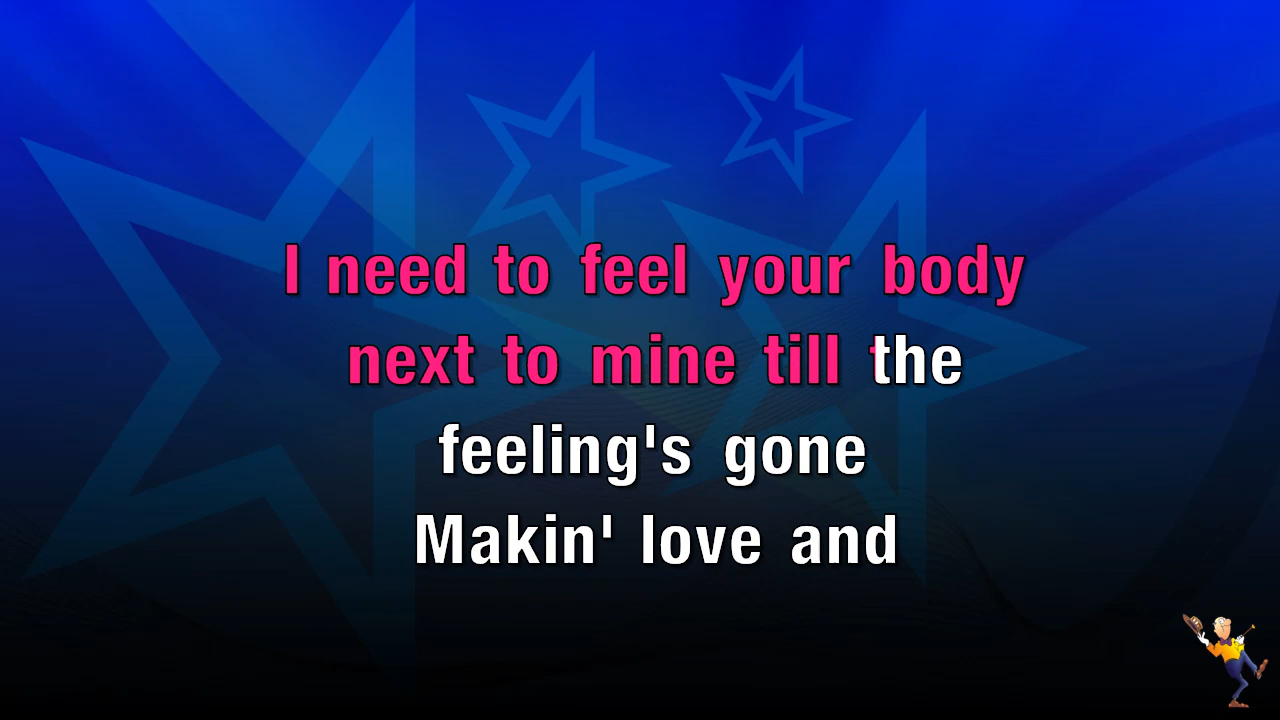 I need to feel your body
next to mine till the
feeling's gone
Makin' love and